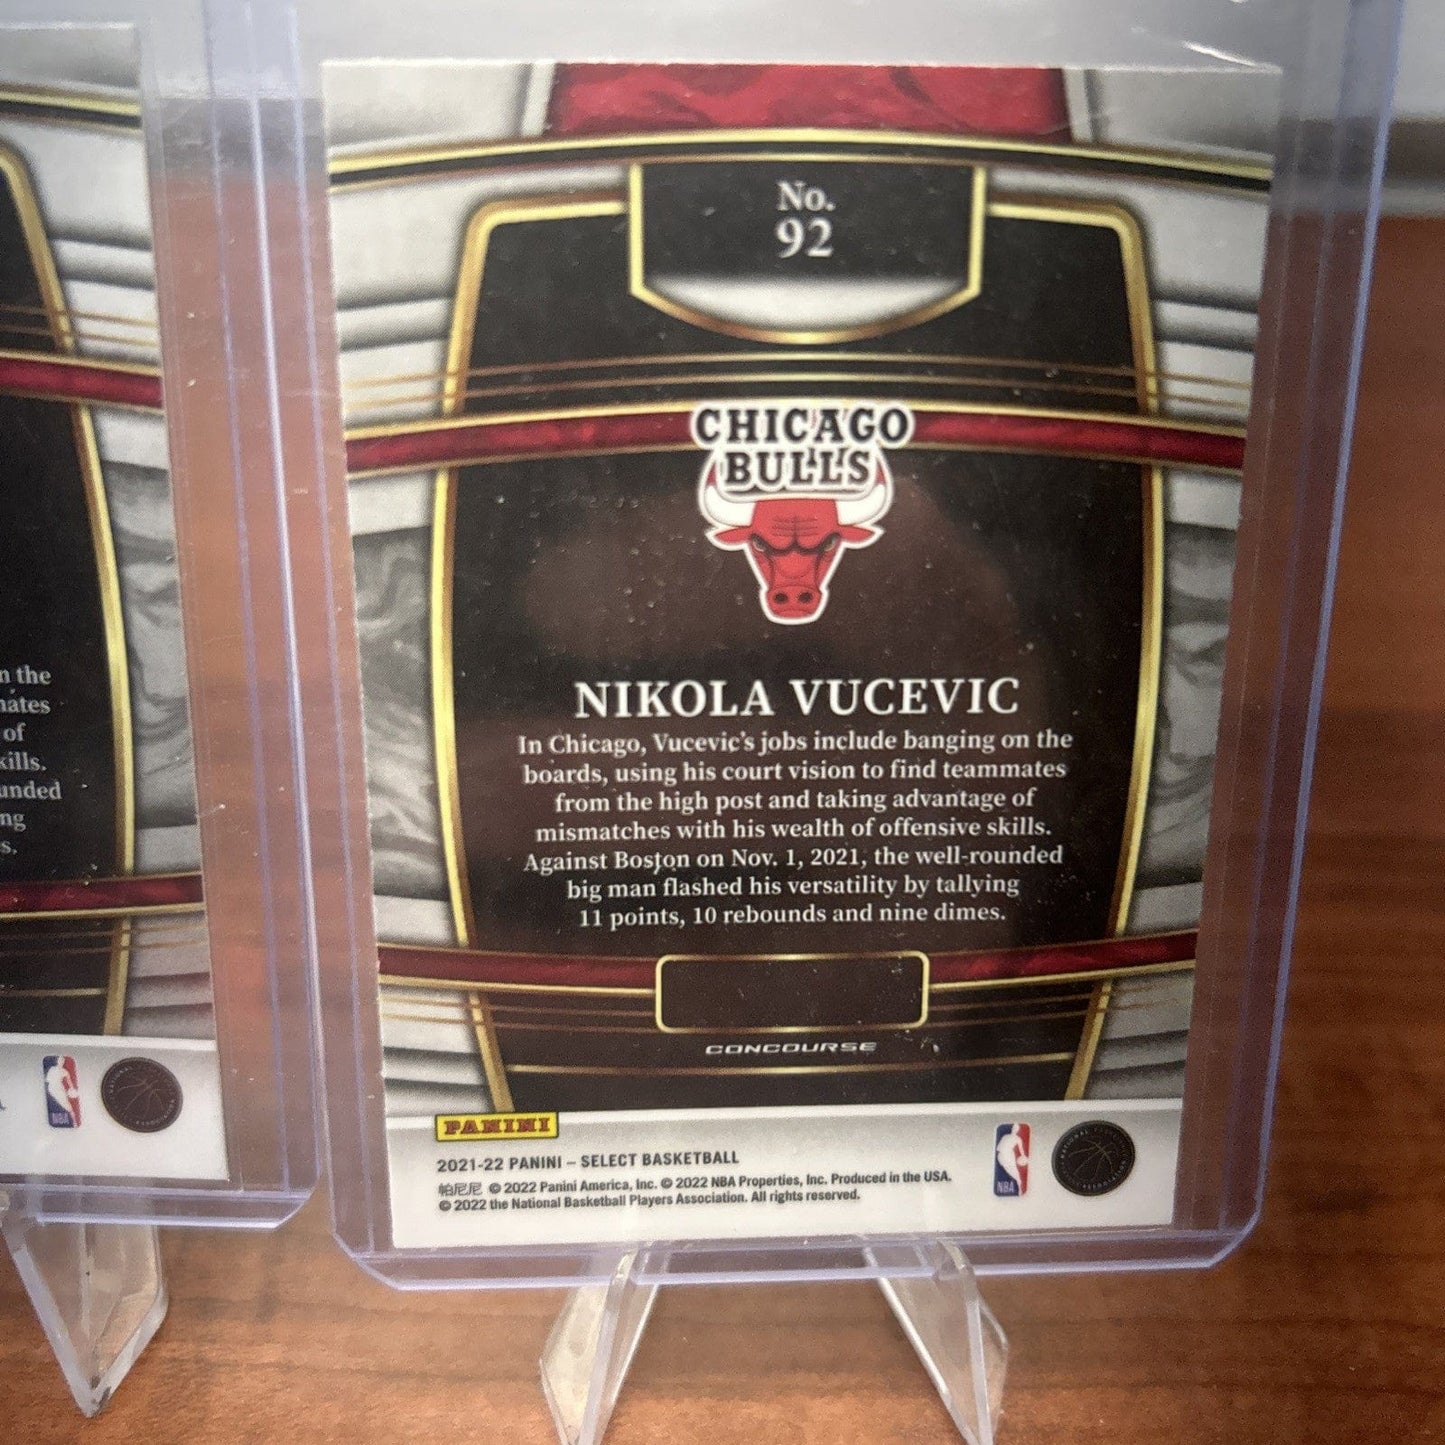 No.
92
CHICAGO
BULLS
NIKOLA VUCEVIC
In Chicago, Vucevic's jobs include banging on the
boards, using his court vision to find teammates
from the high post and taking advantage of
mismatches with his wealth of offensive skills.
Against Boston on Nov. 1, 2021, the well-rounded
big man flashed his versatility by tallying
11 points, 10 rebounds and nine dimes.
CONCOURSE
PANINI
2021-22 PANINI – SELECT BASKETBALL
帕尼尼 © 2022 Panini America, Inc. © 2022 NBA Properties, Inc. Produced in the USA.
© 2022 the National Basketball Players Association. All rights reserved.
NBA
the
of
NBA